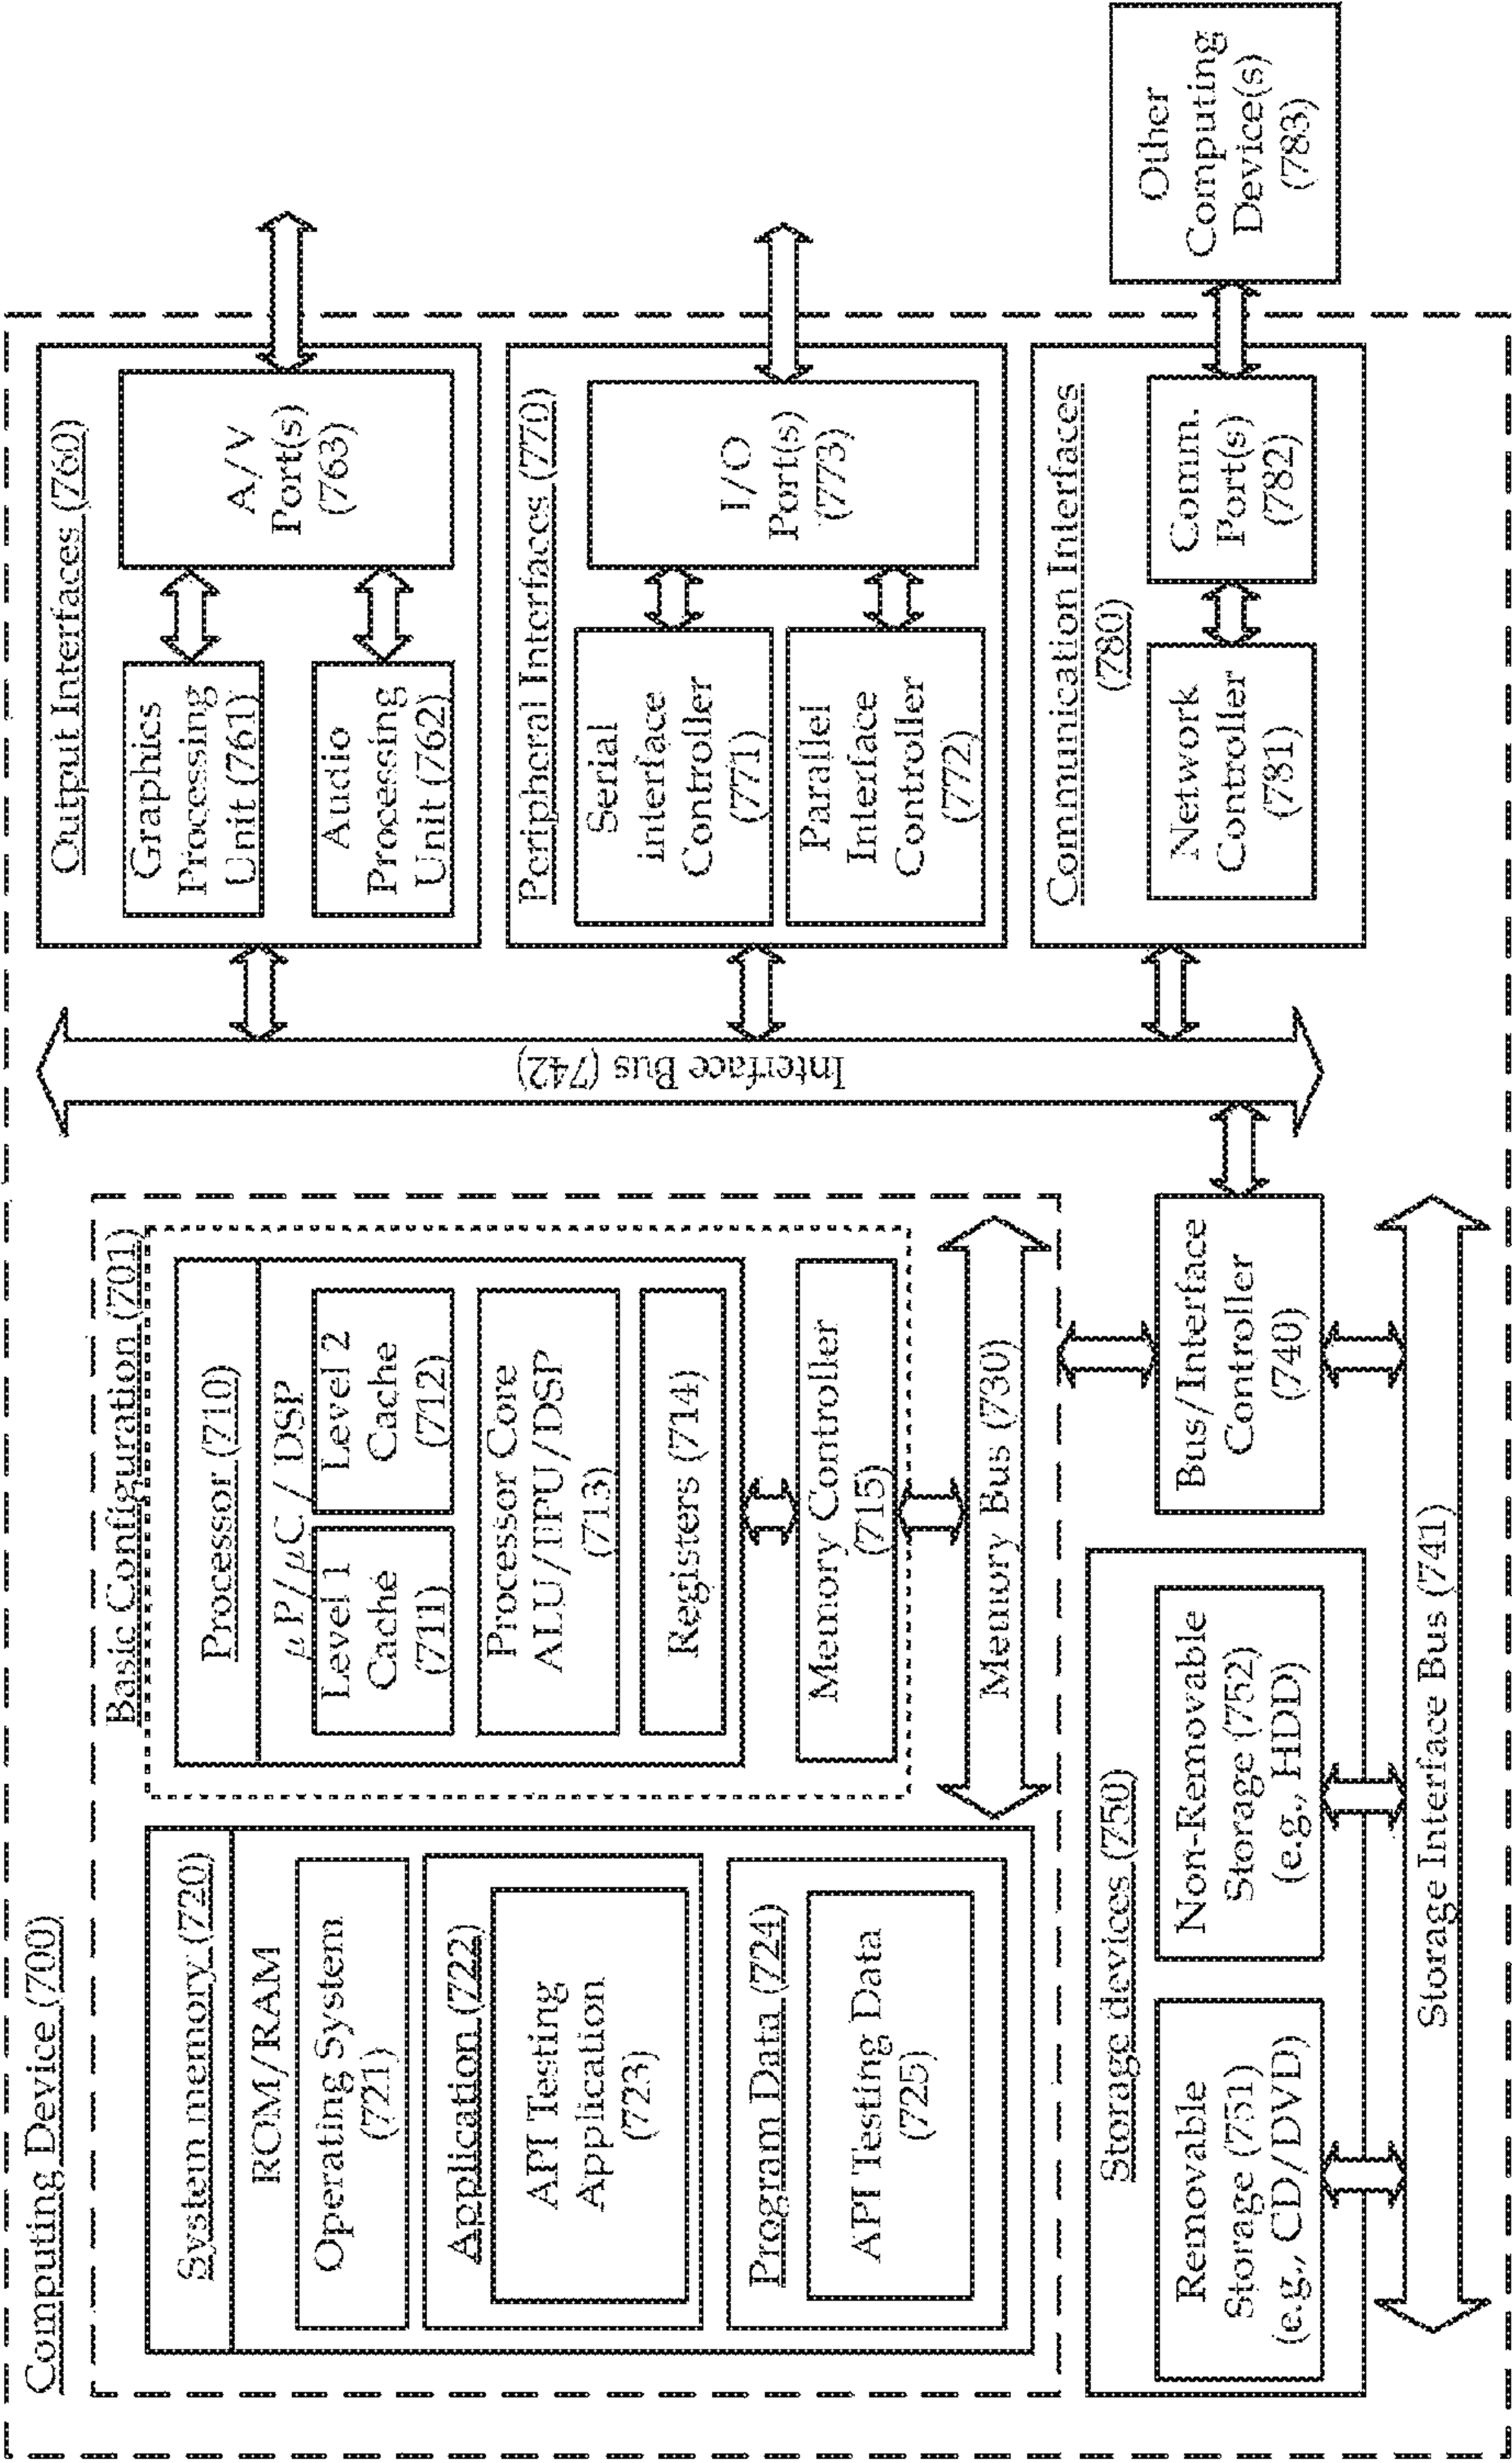 Computing Device (700)
Basic Configuration (701)
System memory (720)
ROM/RAM
Operating System
(721)
Application (722)
API Testing
Application
(723)
Program Data (724)
API Testing Data
(725)
Processor (710)
μP/μC / DSP
Level 1
Cache
(711)
Level 2
Cache
(712)
Processor Core
ALU/FPU/DSP
(713)
Registers (714)
Memory Controller
(715)
Memory Bus (730)
Storage devices (750)
Removable
Storage (751)
(e.g., CD/DVD)
Non-Removable
Storage (752)
(e.g., HDD)
Bus/Interface
Controller
(740)
Storage Interface Bus (741)
Interface Bus (742)
Output Interfaces (760)
Graphics
Processing
Unit (761)
Audio
Processing
Unit (762)
A/V
Port(s)
(763)
Peripheral Interfaces (770)
Serial
interface
Controller
(771)
Parallel
Interface
Controller
(772)
I/O
Port(s)
(773)
Communication Interfaces
(780)
Network
Controller
(781)
Comm.
Port(s)
(782)
Other
Computing
Device(s)
(783)